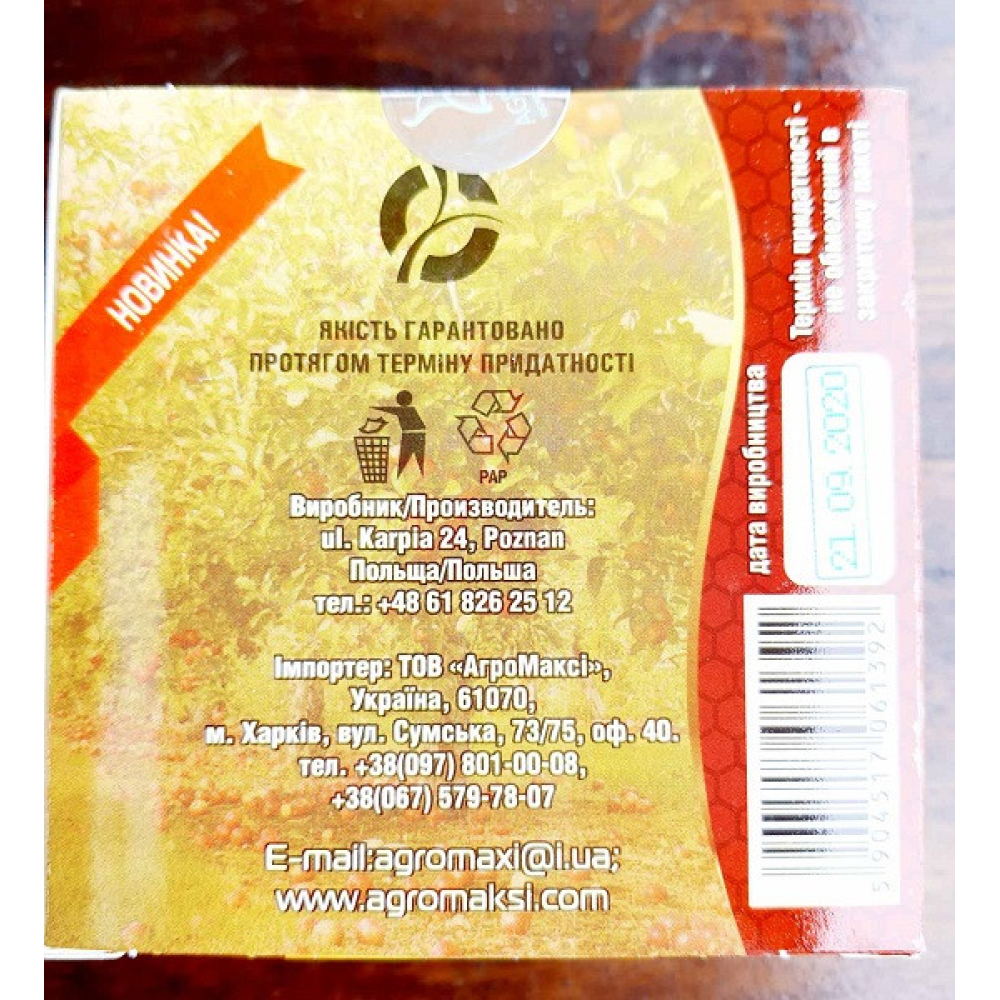 НОВИНКА!
ЯКІСТЬ ГАРАНТОВАНО
ПРОТЯГОМ ТЕРМІНУ ПРИДАТНОСТІ
PAP
Виробник/Производитель:
ul. Karpia 24, Poznan
Польща/Польша
тел.: +48 61 826 25 12
Імпортер: ТОВ «АгроМаксі»,
Україна, 61070,
м. Харків, вул. Сумська, 73/75, оф. 40.
тел. +38(097) 801-00-08,
+38(067) 579-78-07
E-mail:agromaxi@i.ua;
www.agromaksi.com
Термін придатності -
не обмежений в
закритому пакеті
дата виробництва
21. 09. 2020
5904517061392